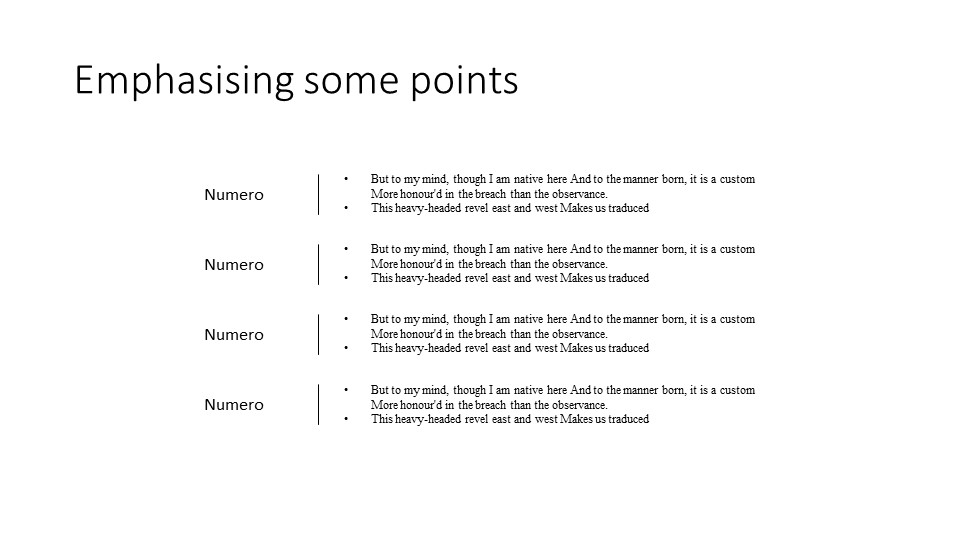 Emphasising some points
Numero
• But to my mind, though I am native here And to the manner born, it is a custom
More honour'd in the breach than the observance.
• This heavy-headed revel east and west Makes us traduced
Numero
• But to my mind, though I am native here And to the manner born, it is a custom
More honour'd in the breach than the observance.
• This heavy-headed revel east and west Makes us traduced
Numero
• But to my mind, though I am native here And to the manner born, it is a custom
More honour'd in the breach than the observance.
• This heavy-headed revel east and west Makes us traduced
Numero
• But to my mind, though I am native here And to the manner born, it is a custom
More honour'd in the breach than the observance.
• This heavy-headed revel east and west Makes us traduced